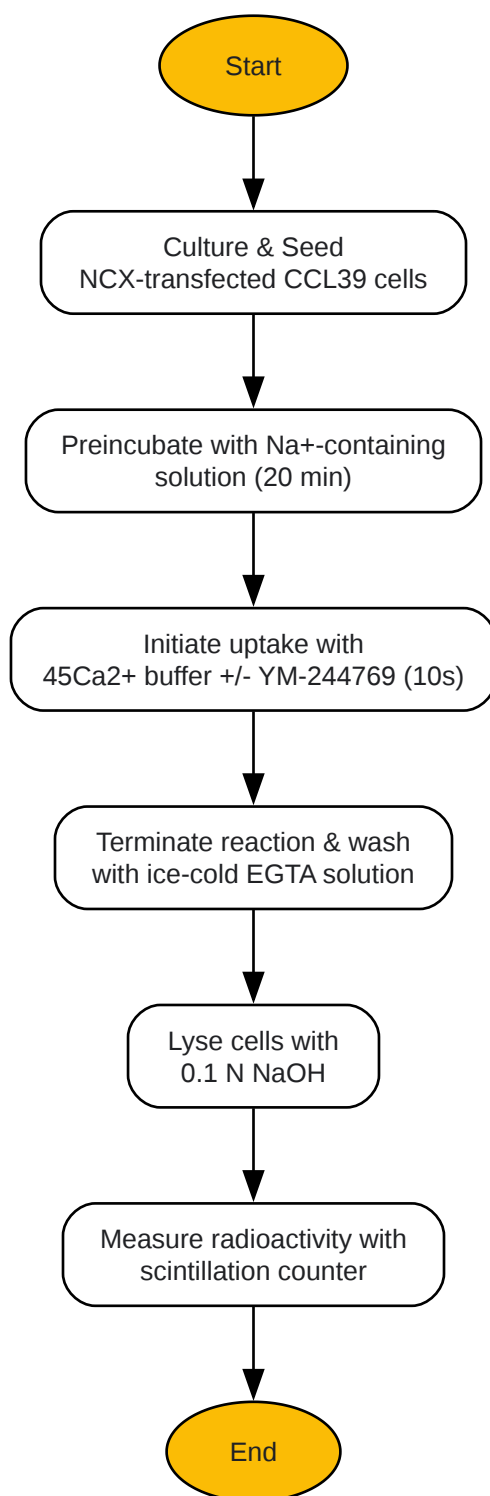 Start
Culture & Seed
NCX-transfected CCL39 cells
Preincubate with Na+-containing
solution (20 min)
Initiate uptake with
45Ca2+ buffer +/- YM-244769 (10s)
Terminate reaction & wash
with ice-cold EGTA solution
Lyse cells with
0.1 N NaOH
Measure radioactivity with
scintillation counter
End